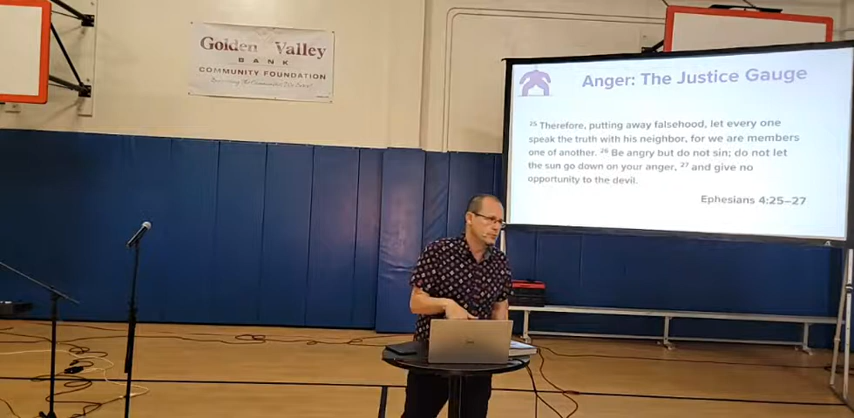 Golden Valley
BANK
COMMUNITY FOUNDATION
Anger: The Justice Gauge
25 Therefore, putting away falsehood, let every one
speak the truth with his neighbor, for we are members
one of another. 26 Be angry but do not sin; do not let
the sun go down on your anger, 27 and give no
opportunity to the devil.
Ephesians 4:25–27